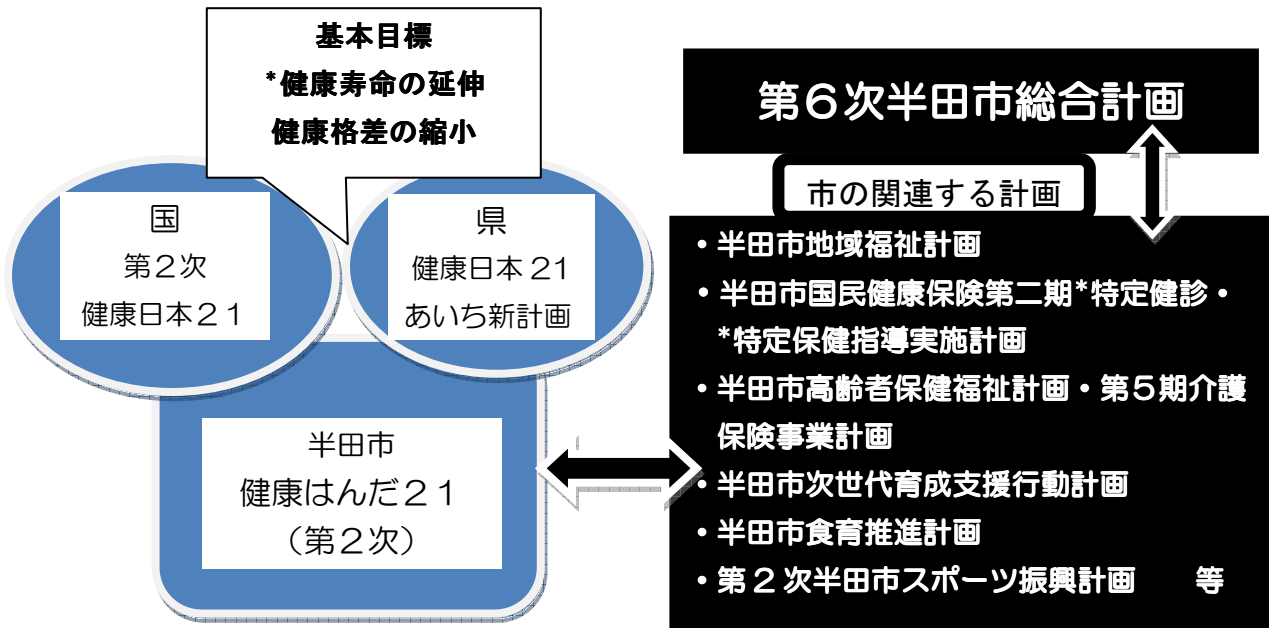 基本目標
*健康寿命の延伸
健康格差の縮小
国
第２次
健康日本２１
県
健康日本 21
あいち新計画
半田市
健康はんだ２１
（第２次）
第６次半田市総合計画
市の関連する計画
・半田市地域福祉計画
・半田市国民健康保険第二期*特定健診・
*特定保健指導実施計画
・半田市高齢者保健福祉計画・第５期介護
保険事業計画
・半田市次世代育成支援行動計画
・半田市食育推進計画
・第２次半田市スポーツ振興計画　　等